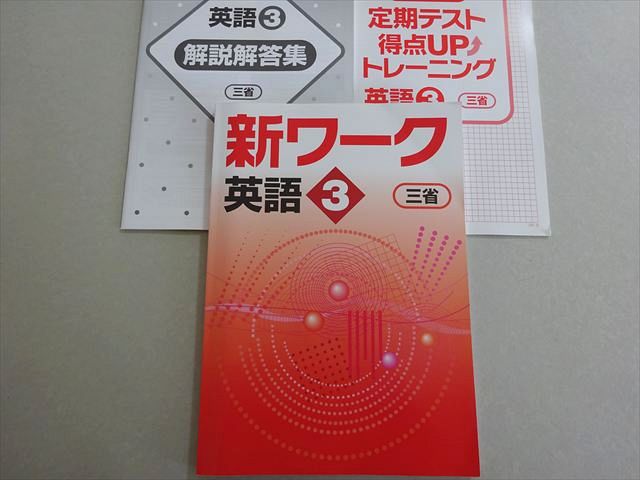 英語3
解説解答集
三省
定期テスト
得点UP
トレーニング
英語3
三省
新ワーク
英語3
三省